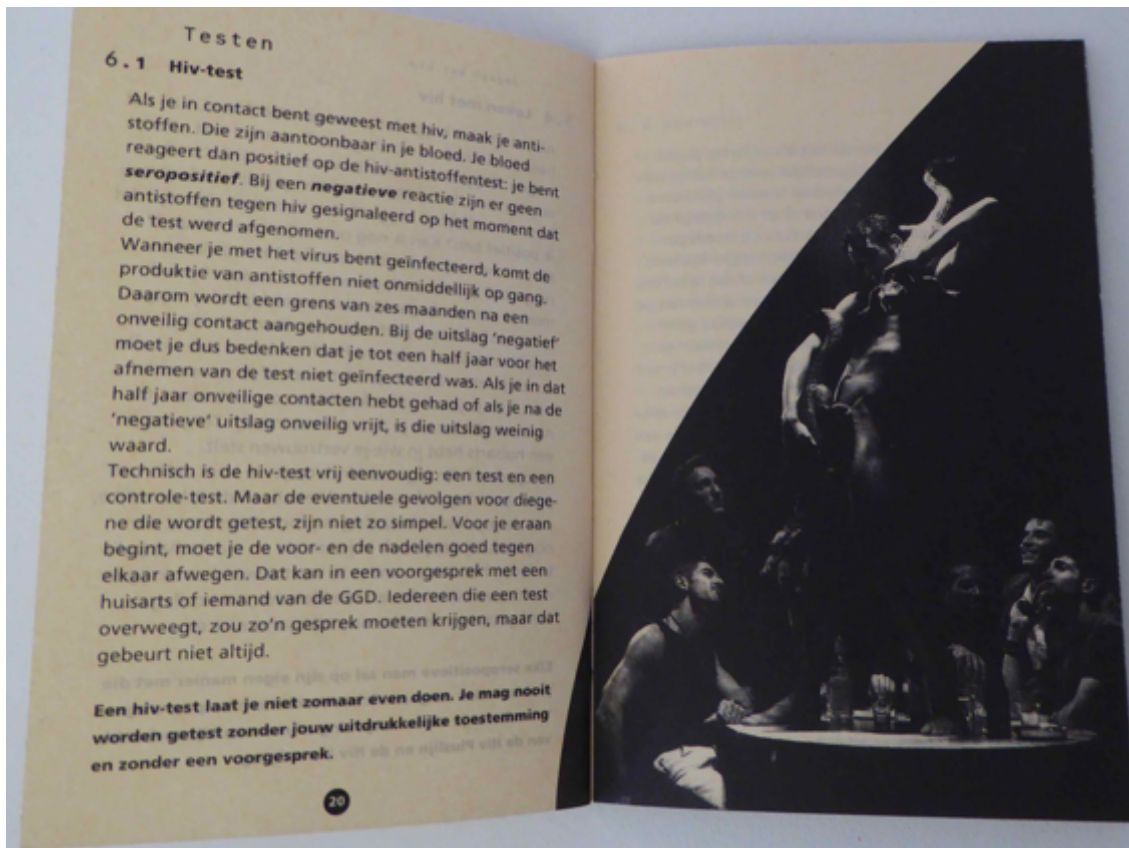 Testen
6.1 Hiv-test
Als je in contact bent geweest met hiv, maak je anti-
stoffen. Die zijn aantoonbaar in je bloed. Je bloed
reageert dan positief op de hiv-antistoffentest: je bent
seropositief. Bij een negatieve reactie zijn er geen
antistoffen tegen hiv gesignaleerd op het moment dat
de test werd afgenomen.
Wanneer je met het virus bent geïnfecteerd, komt de
produktie van antistoffen niet onmiddellijk op gang.
Daarom wordt een grens van zes maanden na een
onveilig contact aangehouden. Bij de uitslag 'negatief'
moet je dus bedenken dat je tot een half jaar voor het
afnemen van de test niet geïnfecteerd was. Als je in dat
half jaar onveilige contacten hebt gehad of als je na de
'negatieve' uitslag onveilig vrijt, is die uitslag weinig
waard.
Technisch is de hiv-test vrij eenvoudig: een test en een
controle-test. Maar de eventuele gevolgen voor diege-
ne die wordt getest, zijn niet zo simpel. Voor je eraan
begint, moet je de voor- en de nadelen goed tegen
elkaar afwegen. Dat kan in een voorgesprek met een
huisarts of iemand van de GGD. Iedereen die een test
overweegt, zou zo'n gesprek moeten krijgen, maar dat
gebeurt niet altijd.
Een hiv-test laat je niet zomaar even doen. Je mag nooit
worden getest zonder jouw uitdrukkelijke toestemming
en zonder een voorgesprek.
20